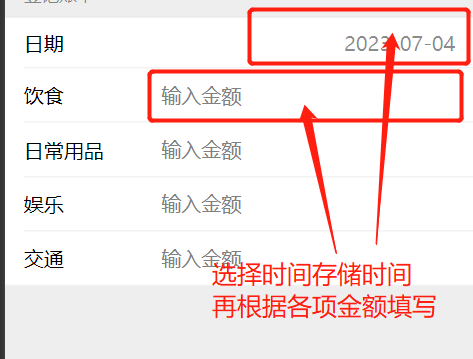 日期 2022-07-04
饮食 输入金额
日常用品 输入金额
娱乐 输入金额
交通 输入金额
选择时间存储时间
再根据各项金额填写